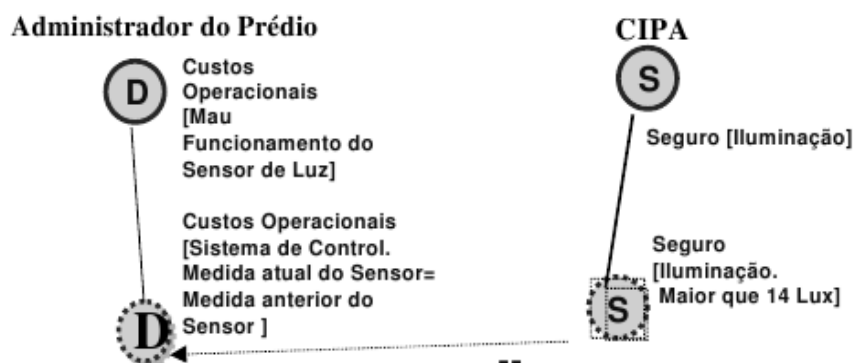 Administrador do Prédio
CIPA
D
Custos
Operacionais
[Mau
Funcionamento do
Sensor de Luz]
S
Seguro [Iluminação]
Custos Operacionais
[Sistema de Control.
Medida atual do Sensor=
Medida anterior do
Sensor ]
D
Seguro
[Iluminação.
Maior que 14 Lux]
S
--